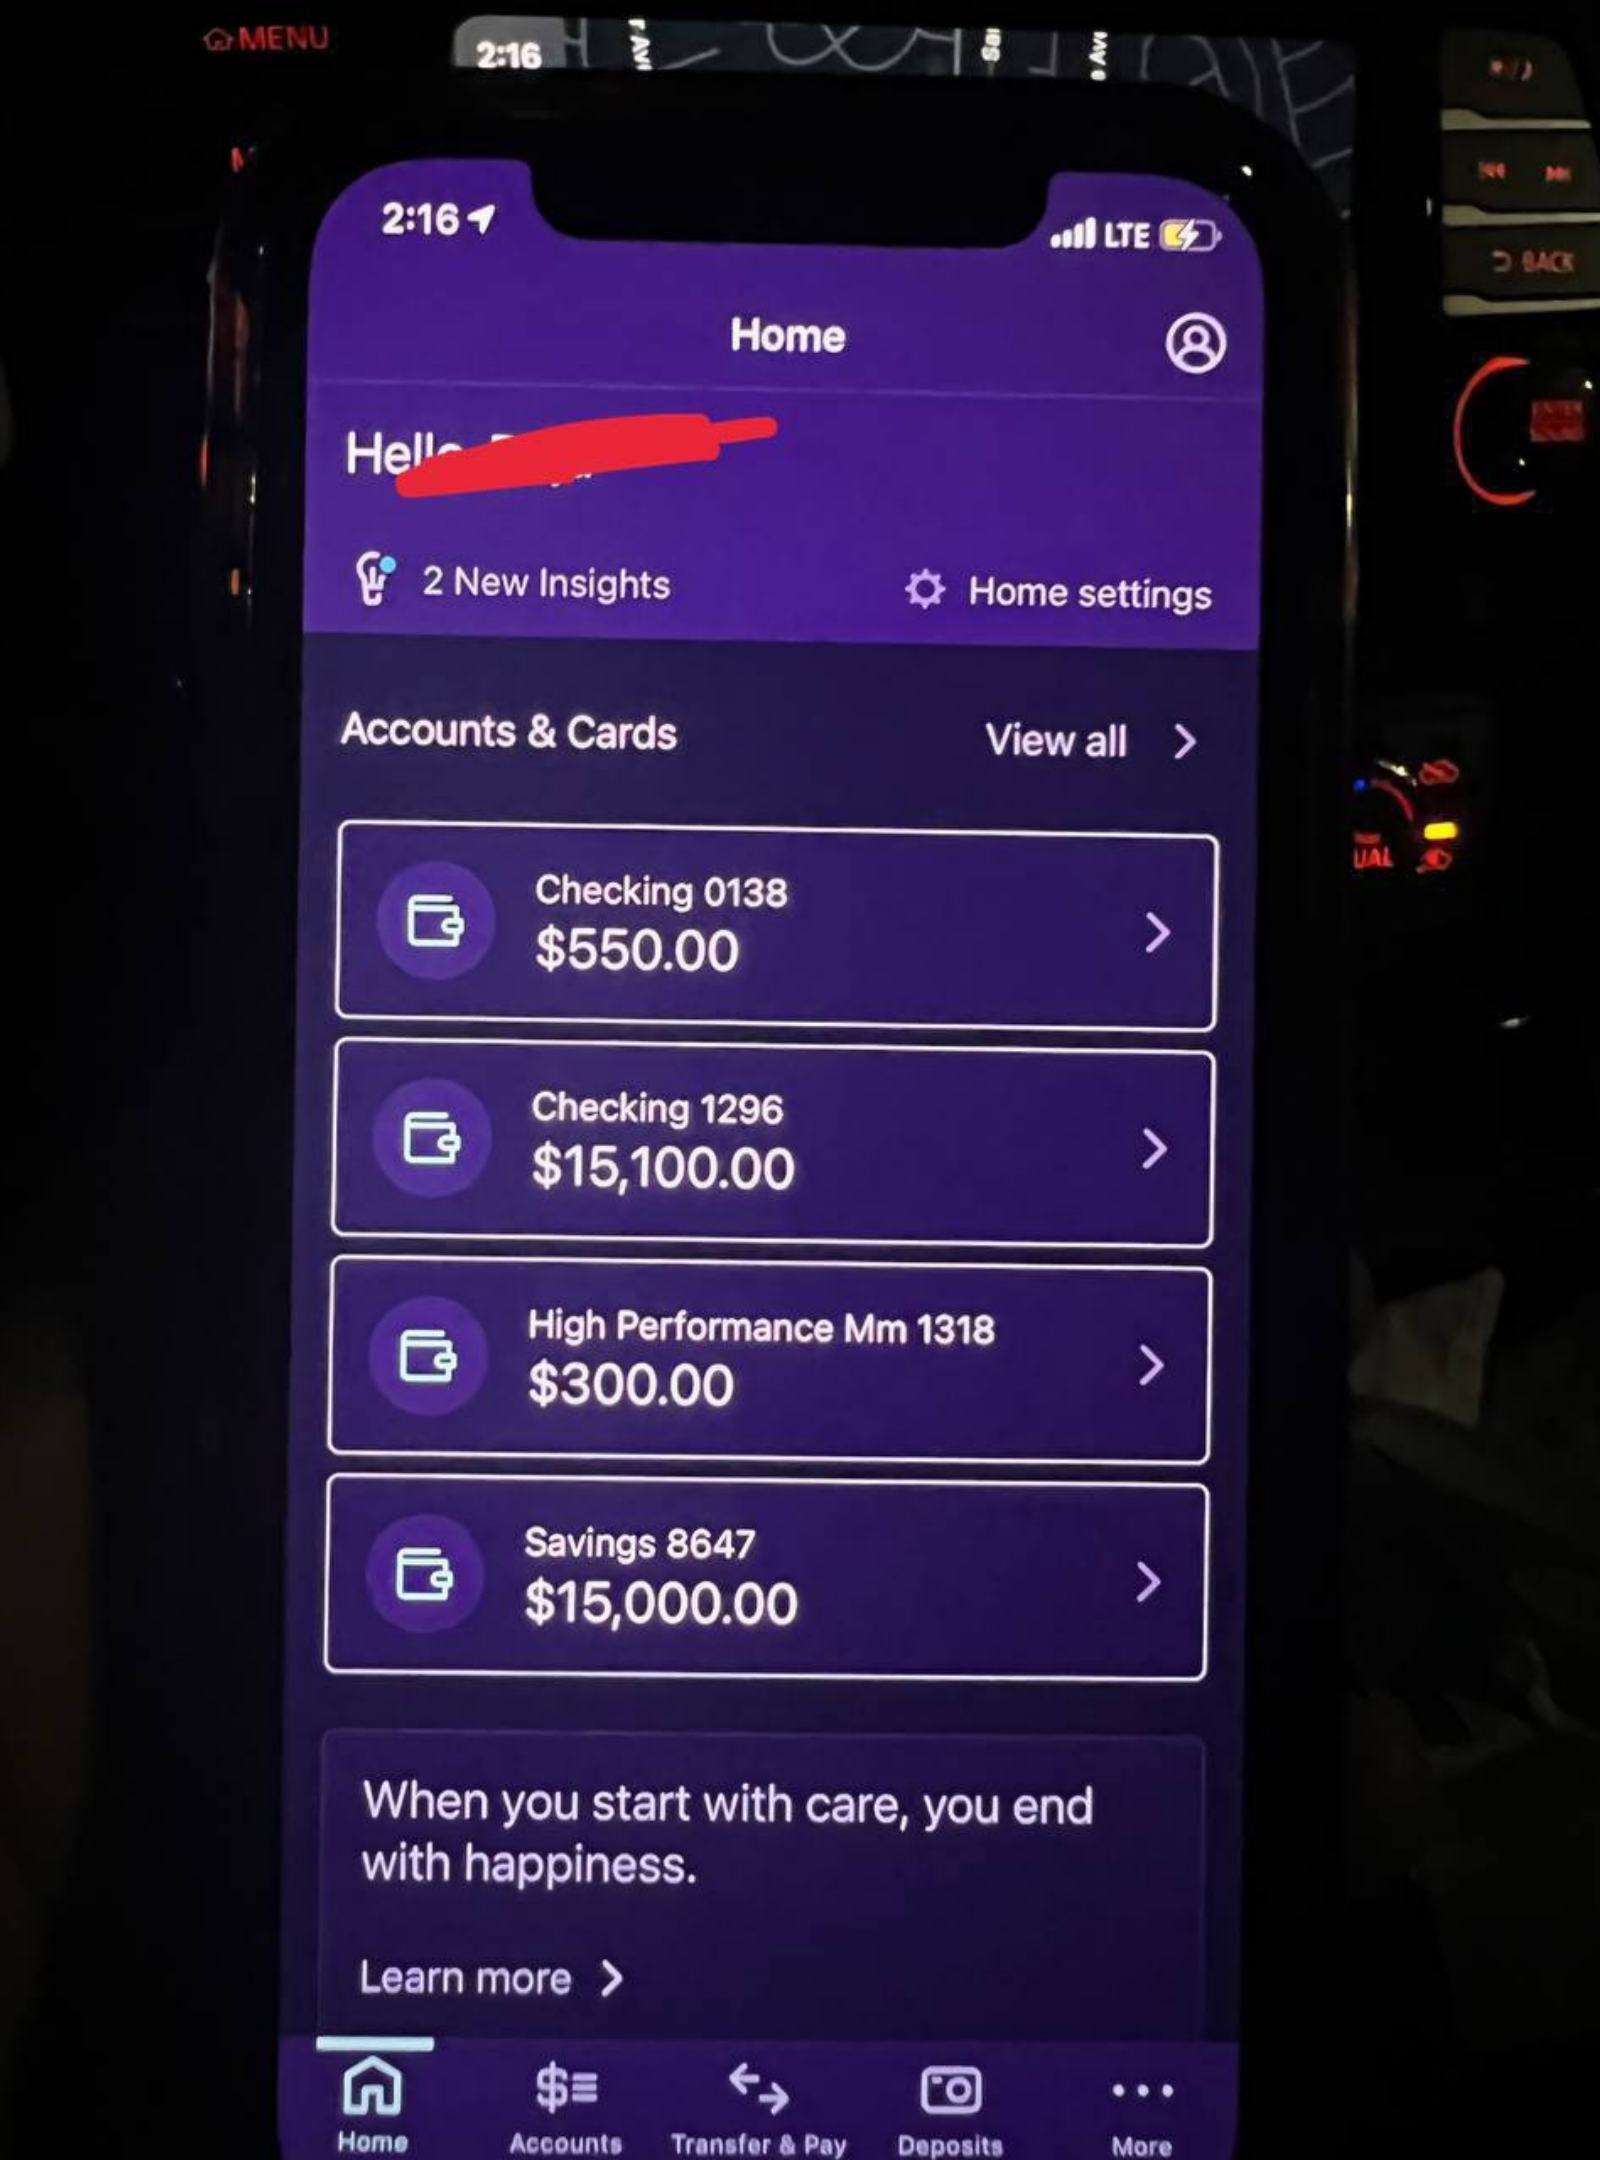 MENU
2:16
Ave
2:16
LTE
BACK
Home
Hello
2 New Insights
Home settings
Accounts & Cards
View all
Checking 0138
$550.00
UAL
Checking 1296
$15,100.00
High Performance Mm 1318
$300.00
Savings 8647
$15,000.00
When you start with care, you end
with happiness.
Learn more
Home
Accounts
Transfer & Pay
Deposits
More